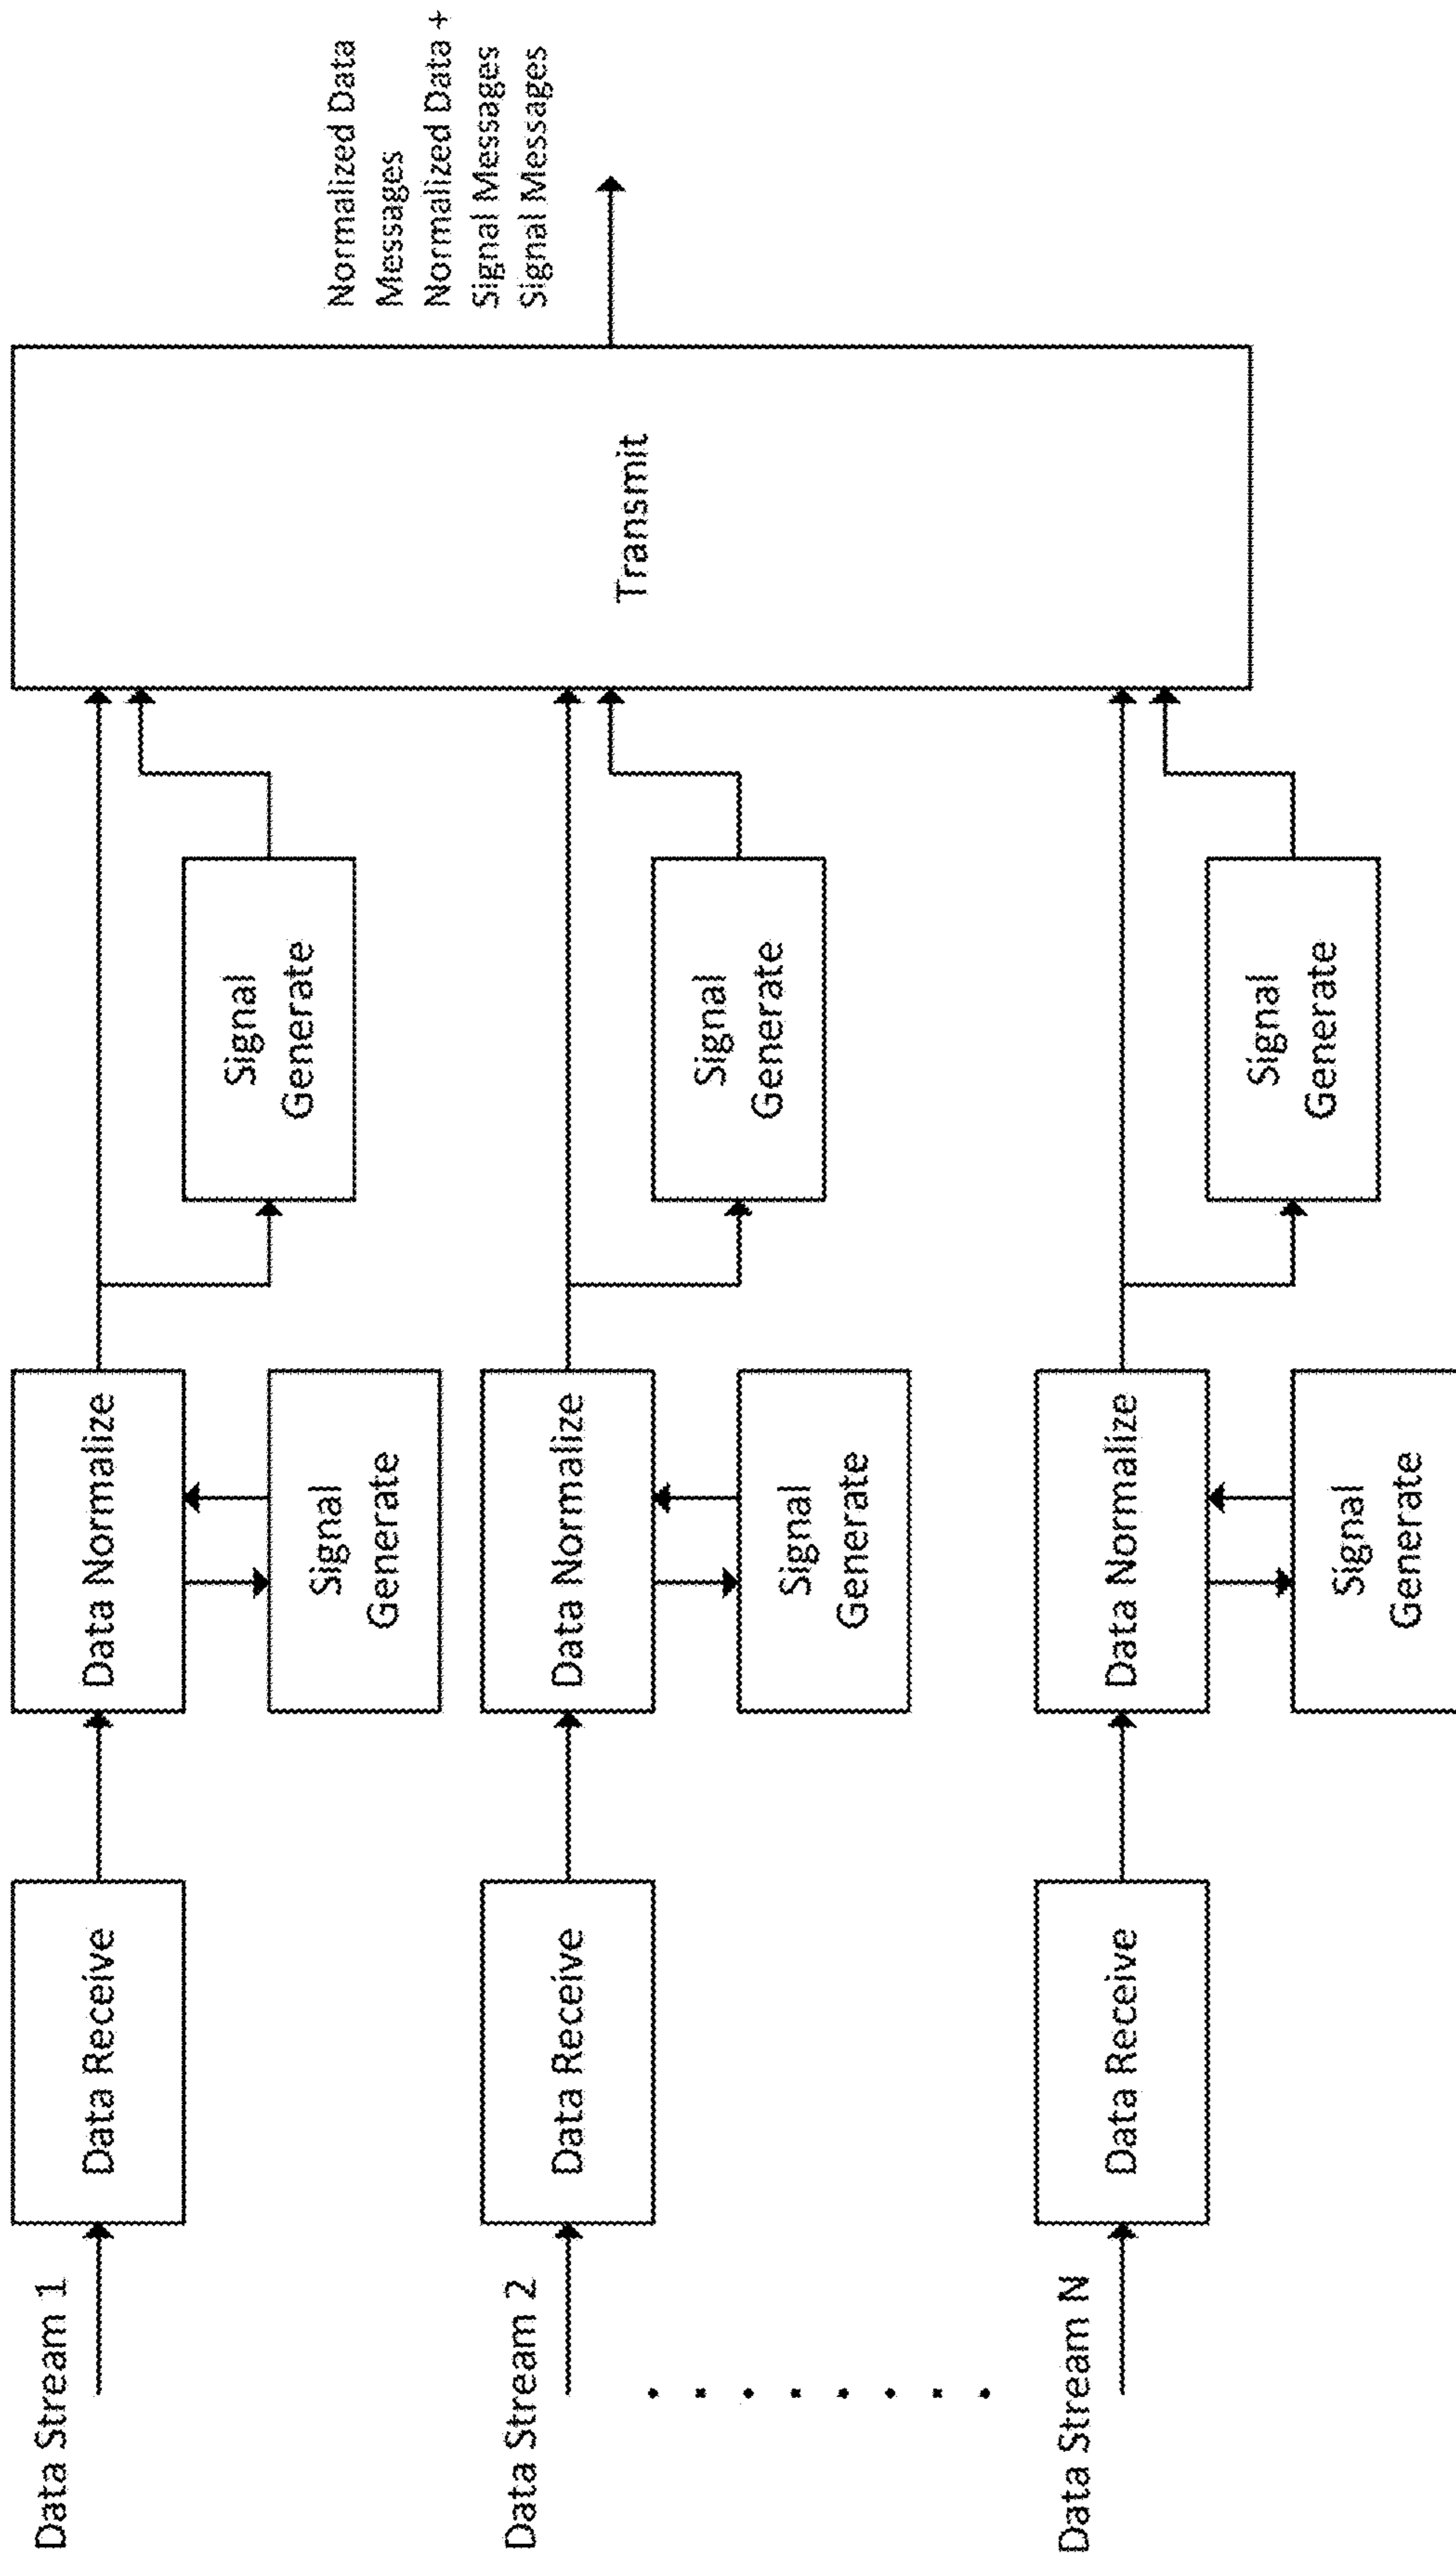 Data Stream 1
Data Receive
Data Normalize
Signal
Generate
Signal
Generate
Data Stream 2
Data Receive
Data Normalize
Signal
Generate
Signal
Generate
Data Stream N
Data Receive
Data Normalize
Signal
Generate
Signal
Generate
Transmit
Normalized Data
Messages
Normalized Data +
Signal Messages
Signal Messages